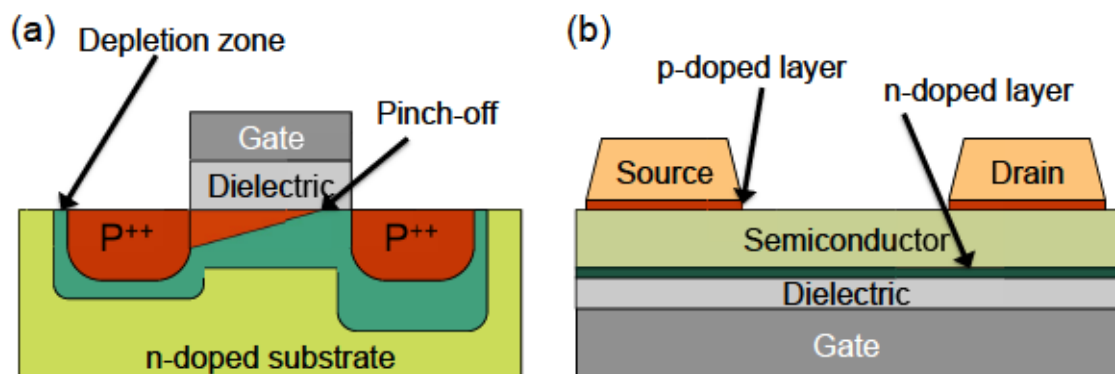 (a)
Depletion zone
Pinch-off
Gate
Dielectric
P++
P++
n-doped substrate
(b)
p-doped layer
n-doped layer
Source
Drain
Semiconductor
Dielectric
Gate